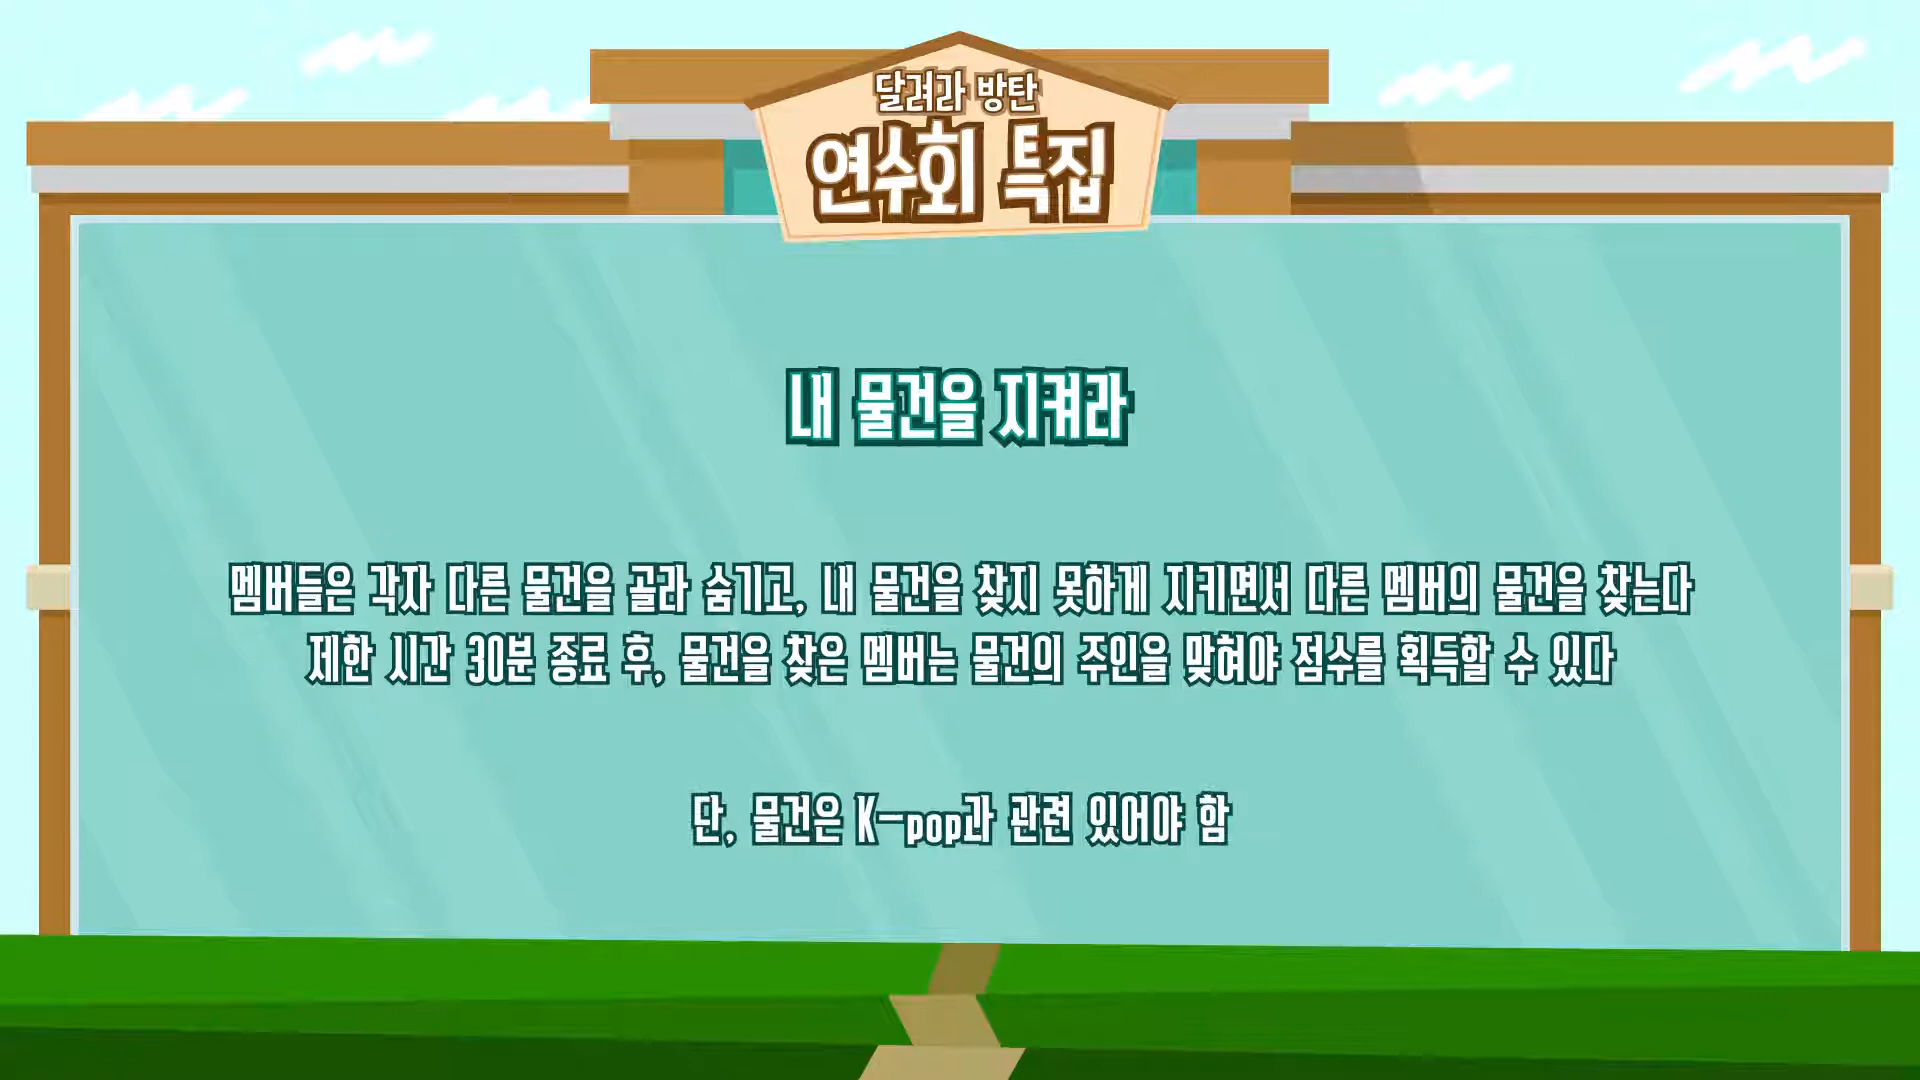 달려라 방탄
연수회 특집
내 물건을 지켜라
멤버들은 각자 다른 물건을 골라 숨기고, 내 물건을 찾지 못하게 지키면서 다른 멤버의 물건을 찾는다
제한 시간 30분 종료 후, 물건을 찾은 멤버는 물건의 주인을 맞혀야 점수를 획득할 수 있다
단, 물건은 K-pop과 관련 있어야 함